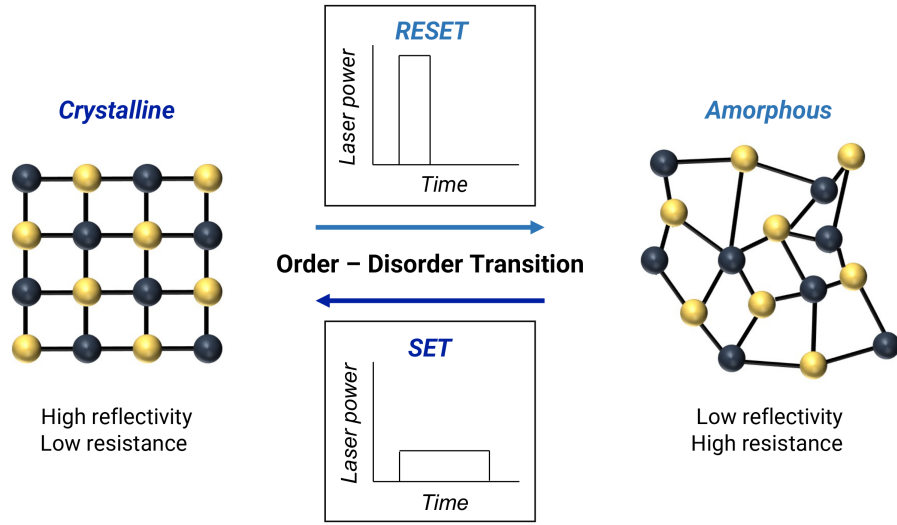 RESET
Laser power
Time
Crystalline
Amorphous
Order – Disorder Transition
SET
Laser power
Time
High reflectivity
Low resistance
Low reflectivity
High resistance